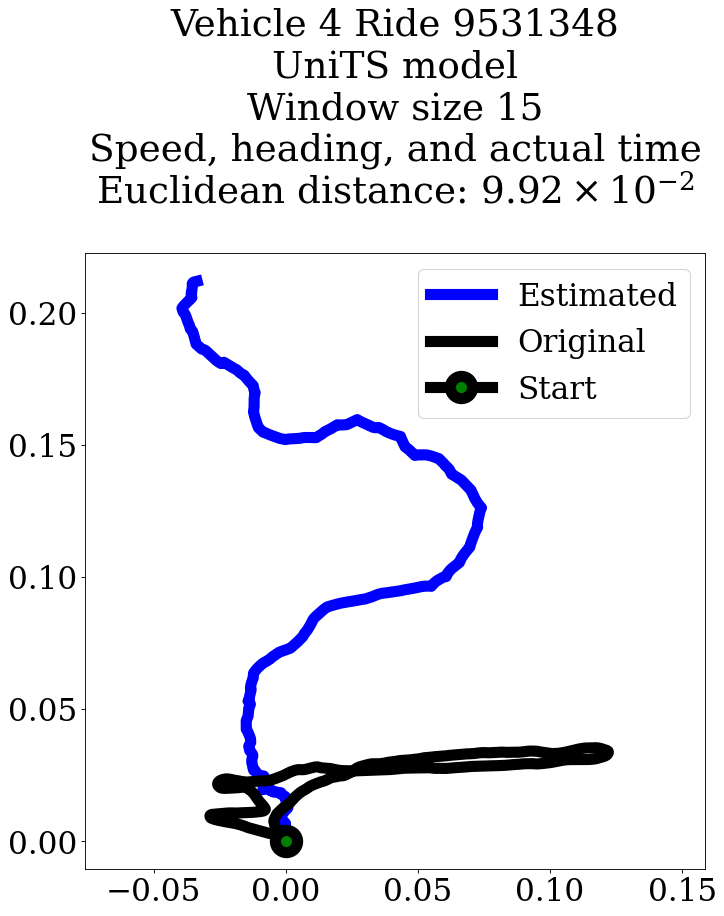 Vehicle 4 Ride 9531348
UniTS model
Window size 15
Speed, heading, and actual time
Euclidean distance: 9.92 × 10⁻²
Estimated
Original
Start
0.20
0.15
0.10
0.05
0.00
−0.05 0.00 0.05 0.10 0.15